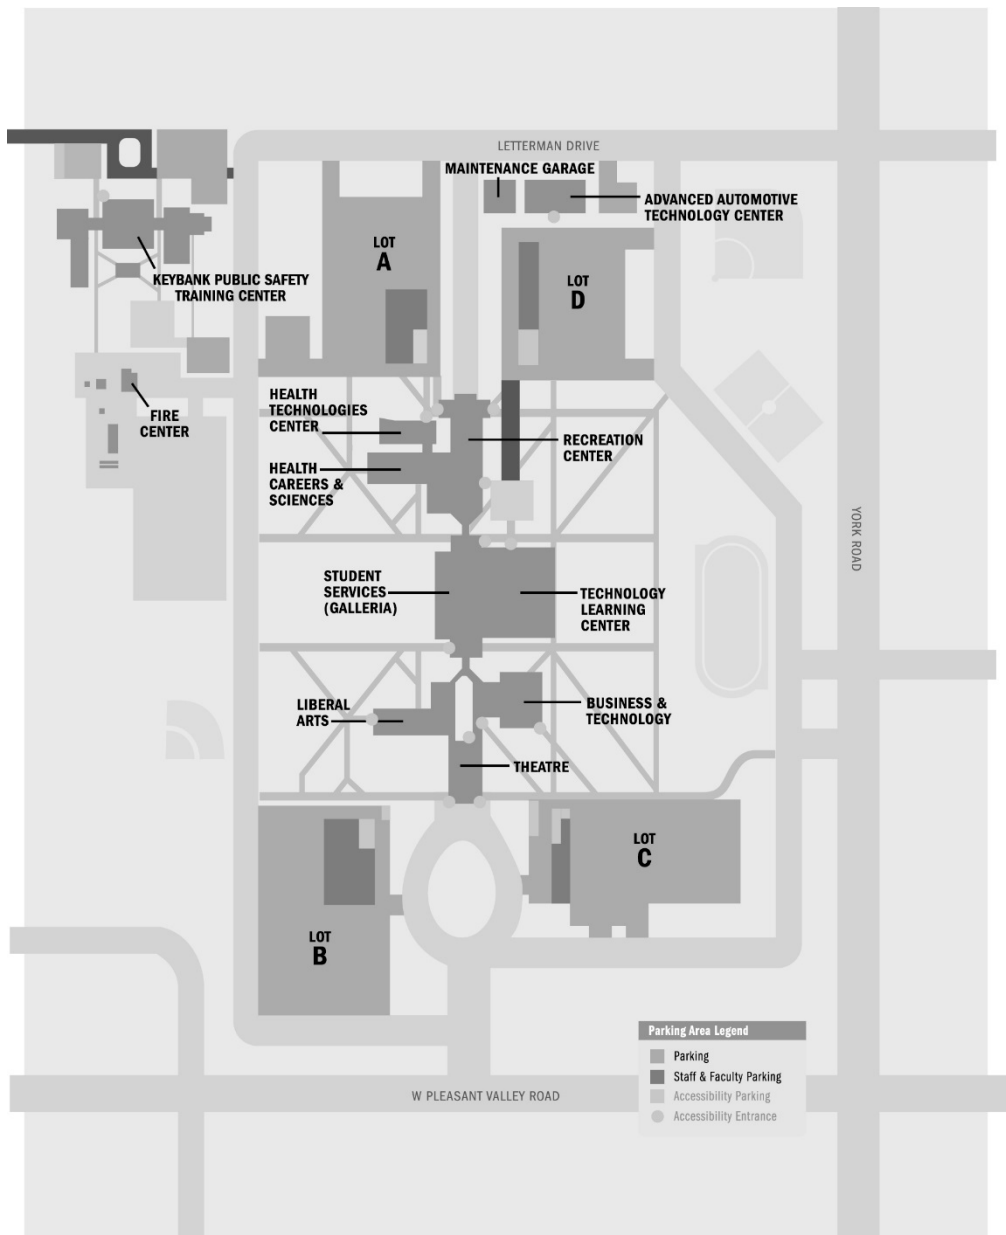 LETTERMAN DRIVE
MAINTENANCE GARAGE
ADVANCED AUTOMOTIVE
TECHNOLOGY CENTER
LOT
A
LOT
D
KEYBANK PUBLIC SAFETY
TRAINING CENTER
HEALTH
TECHNOLOGIES
CENTER
FIRE
CENTER
RECREATION
CENTER
HEALTH
CAREERS &
SCIENCES
YORK ROAD
STUDENT
SERVICES
(GALLERIA)
TECHNOLOGY
LEARNING
CENTER
LIBERAL
ARTS
BUSINESS &
TECHNOLOGY
THEATRE
LOT
C
LOT
B
Parking Area Legend
Parking
Staff & Faculty Parking
Accessibility Parking
Accessibility Entrance
W PLEASANT VALLEY ROAD